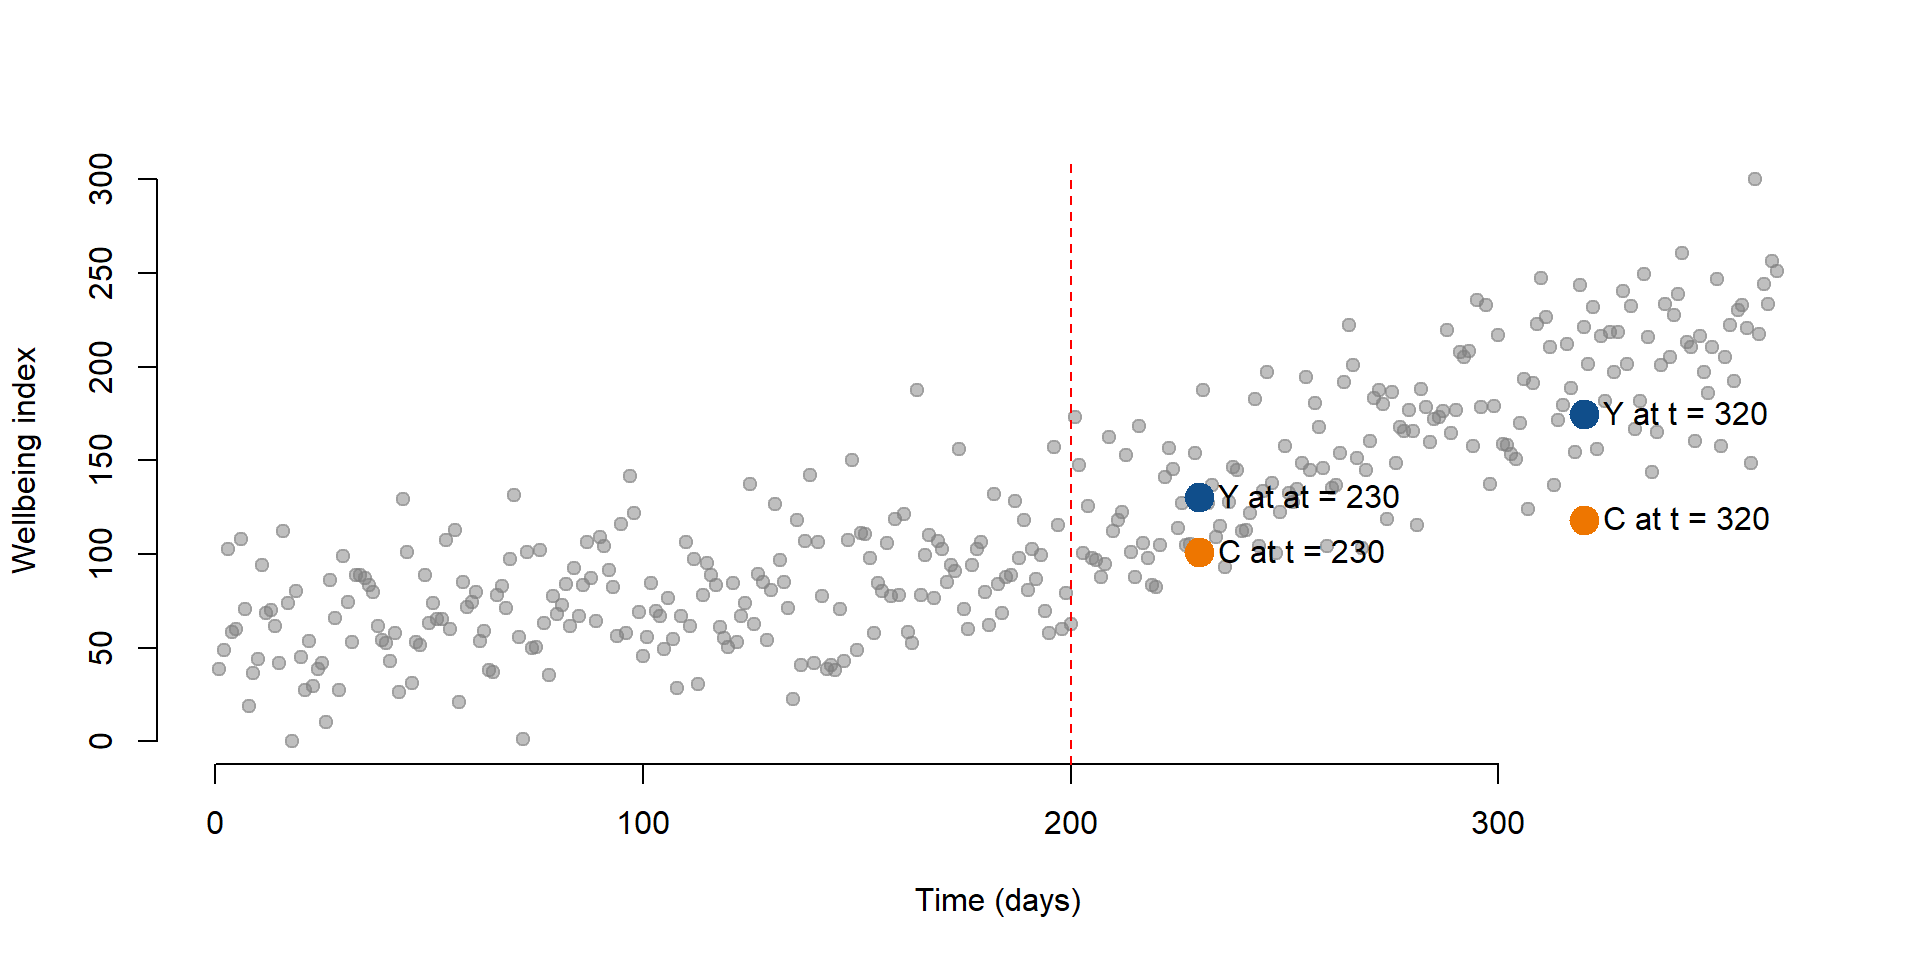 300
250
200
150
100
50
0
Wellbeing index
Y at t = 320
Y at at = 230
C at t = 320
C at t = 230
0 100 200 300
Time (days)